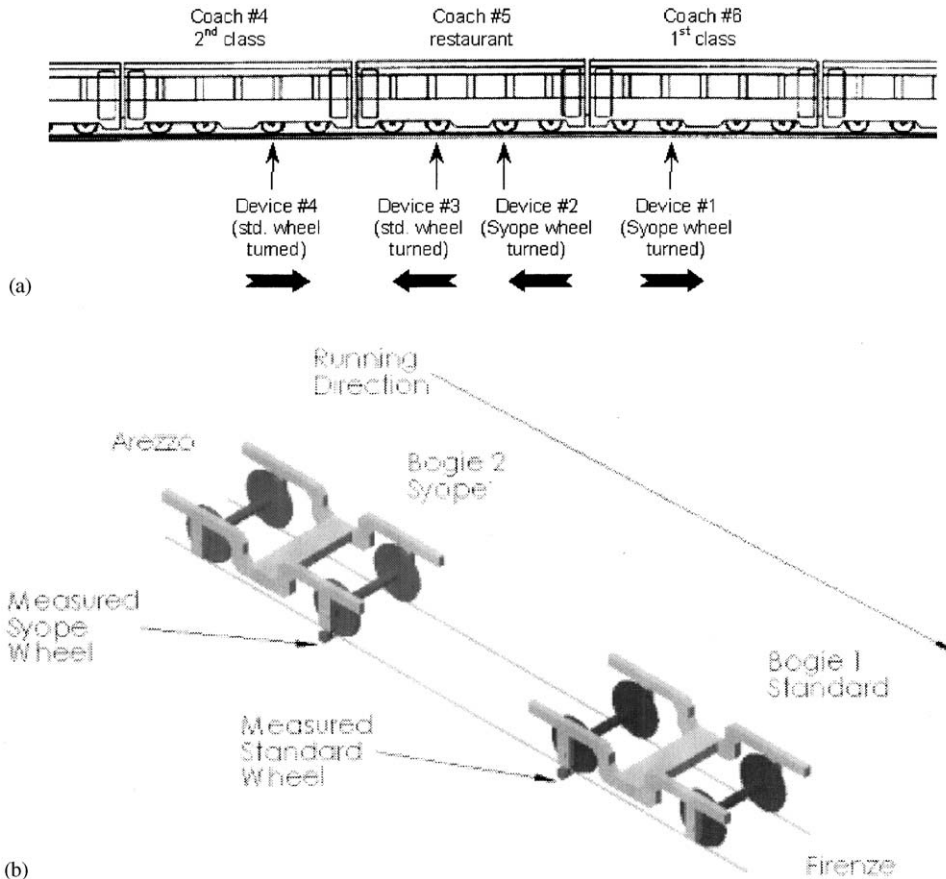 Coach #4
2nd class
Coach #5
restaurant
Coach #6
1st class
Device #4
(std. wheel
turned)
Device #3
(std. wheel
turned)
Device #2
(Syope wheel
turned)
Device #1
(Syope wheel
turned)
(a)
Running
Direction
Arezzo
Bogie 2
Syope
Measured
Syope
Wheel
Bogie 1
Standard
Measured
Standard
Wheel
Firenze
(b)